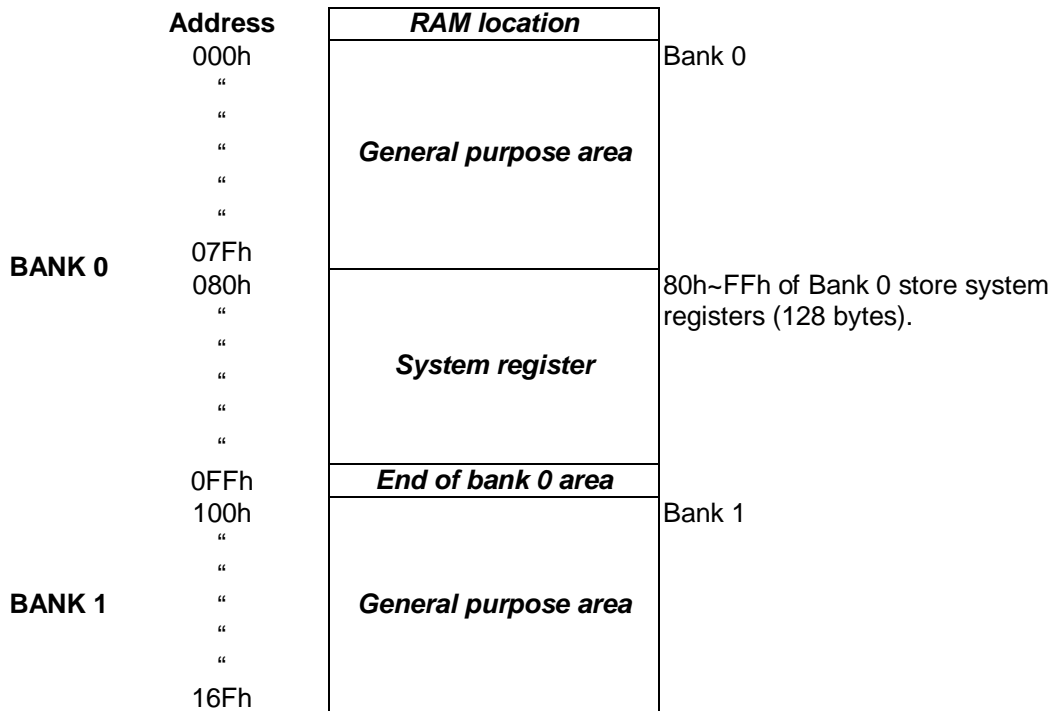 Address RAM location
000h Bank 0
“
“
“ General purpose area
“
“
07Fh
BANK 0
080h 80h~FFh of Bank 0 store system
“ registers (128 bytes).
“
“ System register
“
“
0FFh End of bank 0 area
100h Bank 1
“
“
BANK 1 “ General purpose area
“
“
16Fh